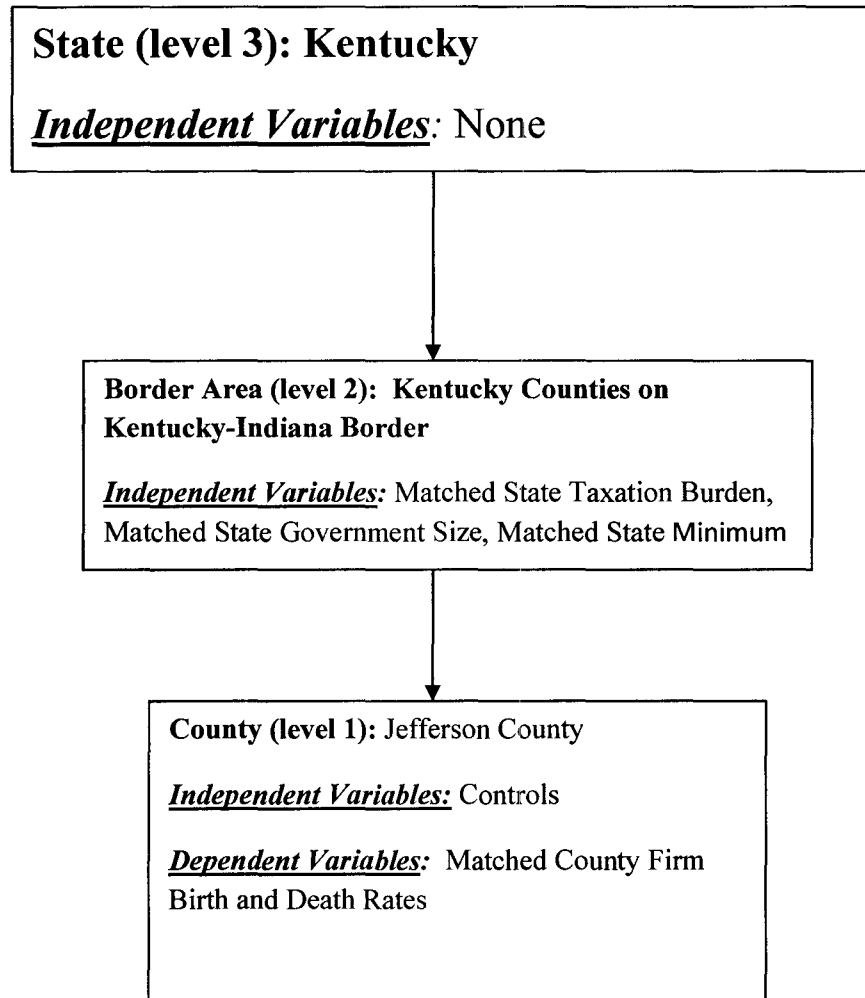 State (level 3): Kentucky
Independent Variables: None
Border Area (level 2): Kentucky Counties on
Kentucky-Indiana Border
Independent Variables: Matched State Taxation Burden,
Matched State Government Size, Matched State Minimum
County (level 1): Jefferson County
Independent Variables: Controls
Dependent Variables: Matched County Firm
Birth and Death Rates